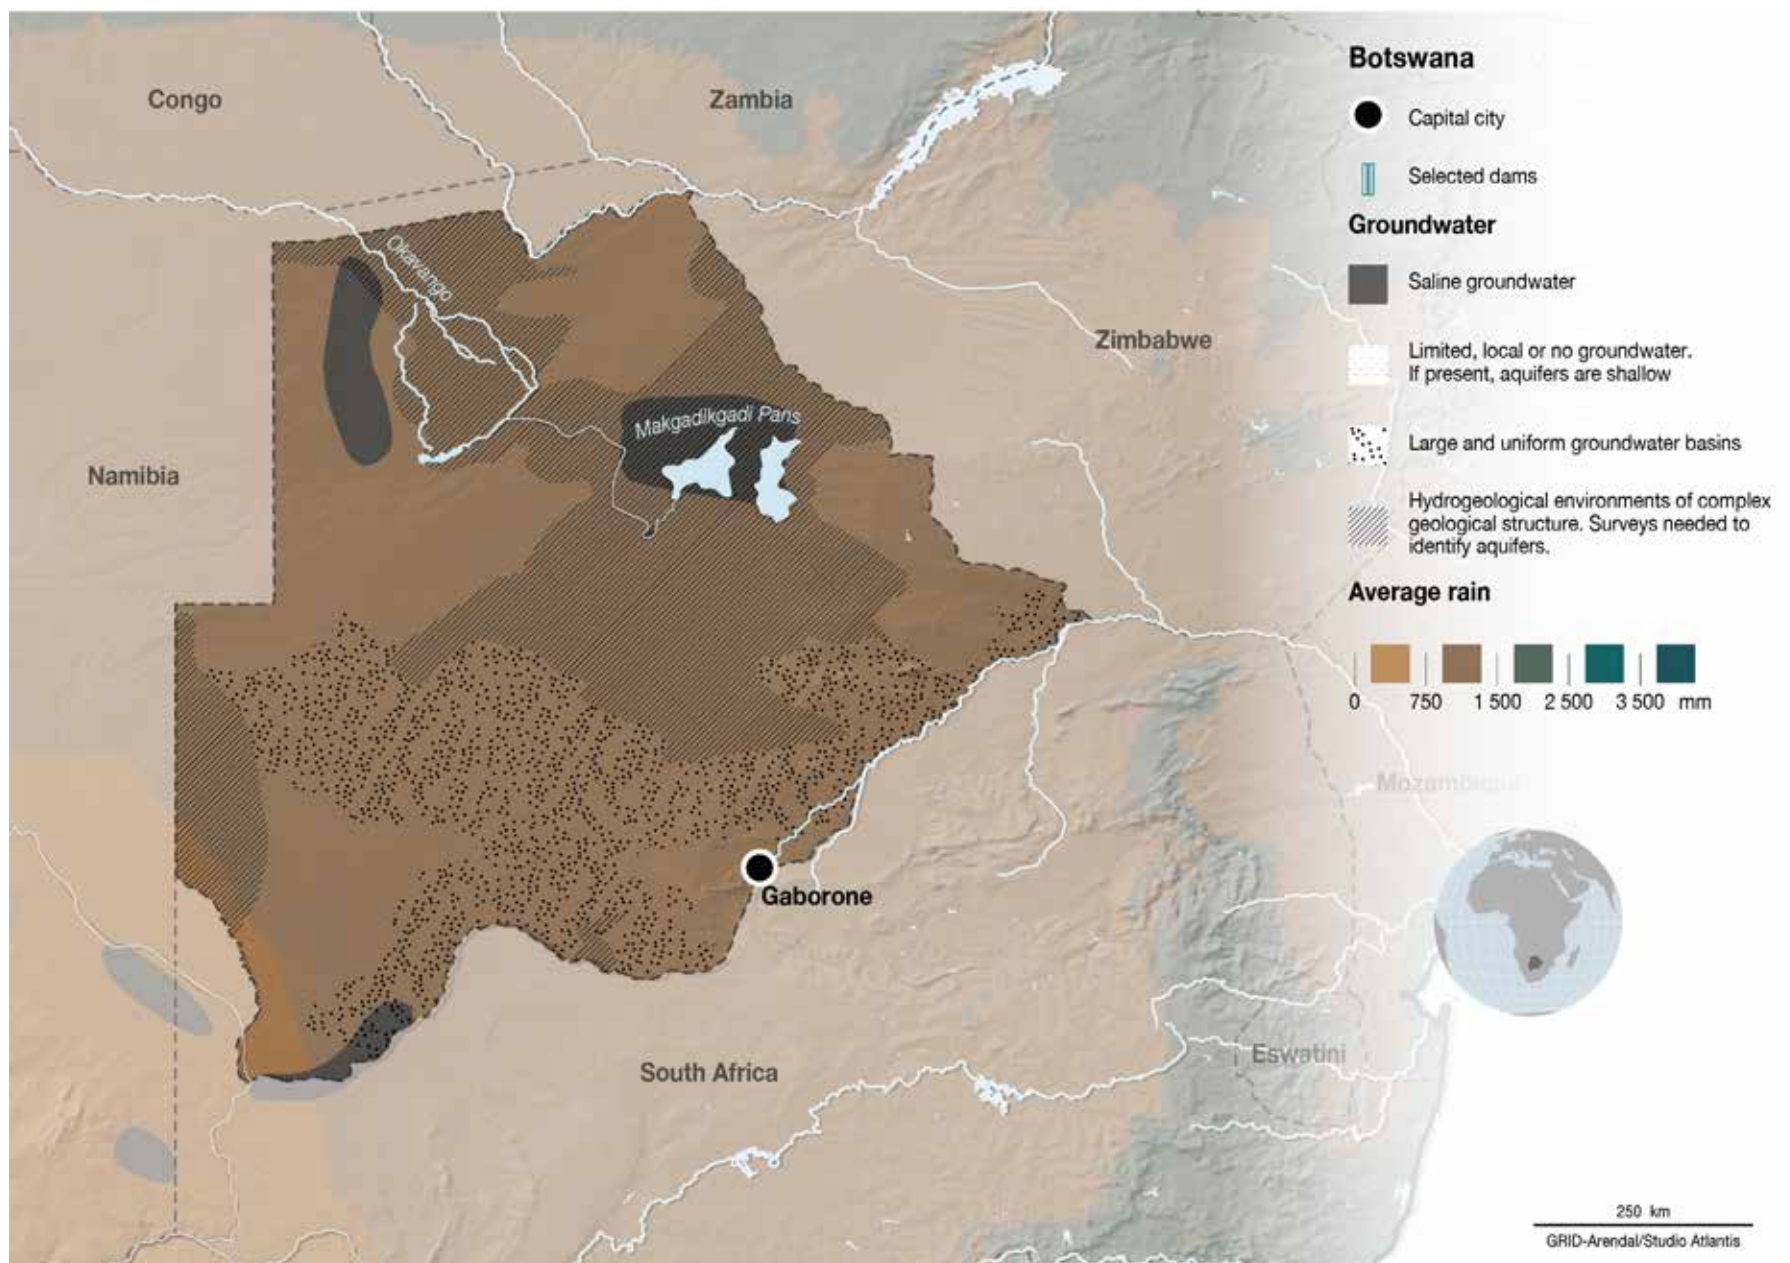 Congo
Zambia
Okavango
Zimbabwe
Makgadikgadi Pans
Namibia
Gaborone
South Africa
Eswatini
Mozambique
Botswana
Capital city
Selected dams
Groundwater
Saline groundwater
Limited, local or no groundwater.
If present, aquifers are shallow
Large and uniform groundwater basins
Hydrogeological environments of complex
geological structure. Surveys needed to
identify aquifers.
Average rain
0 750 1 500 2 500 3 500 mm
250 km
GRID-Arendal/Studio Atlantis